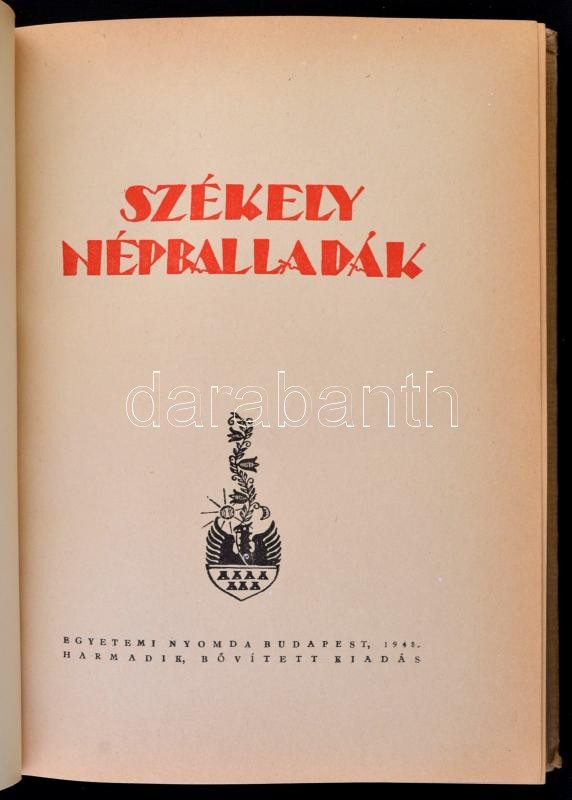 SZÉKELY
NÉPBALLADÁK
darabanth
EGYETEMI NYOMDA BUDAPEST, 1948.
HARMADIK, BŐVÍTETT KIADÁS